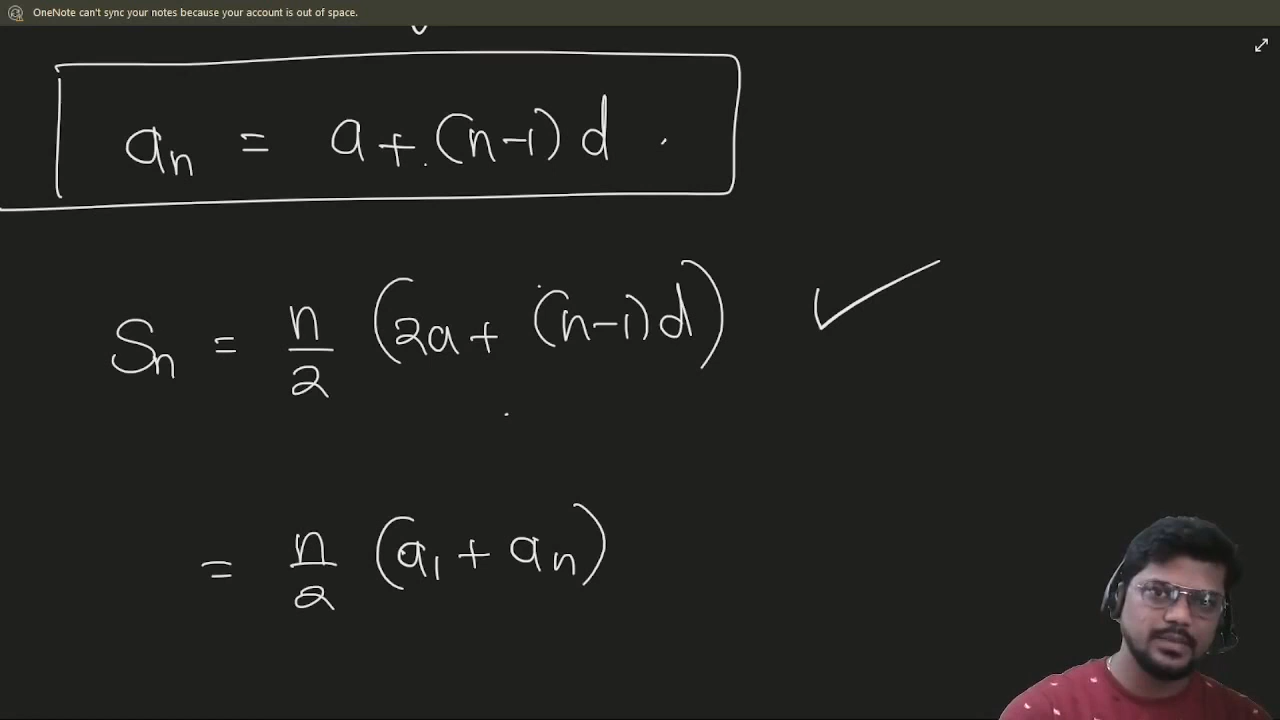 OneNote can't sync your notes because your account is out of space.
aₙ = a + (n-1) d .
Sₙ = n/2 (2a + (n-1)d) ✓
= n/2 (a₁ + aₙ)